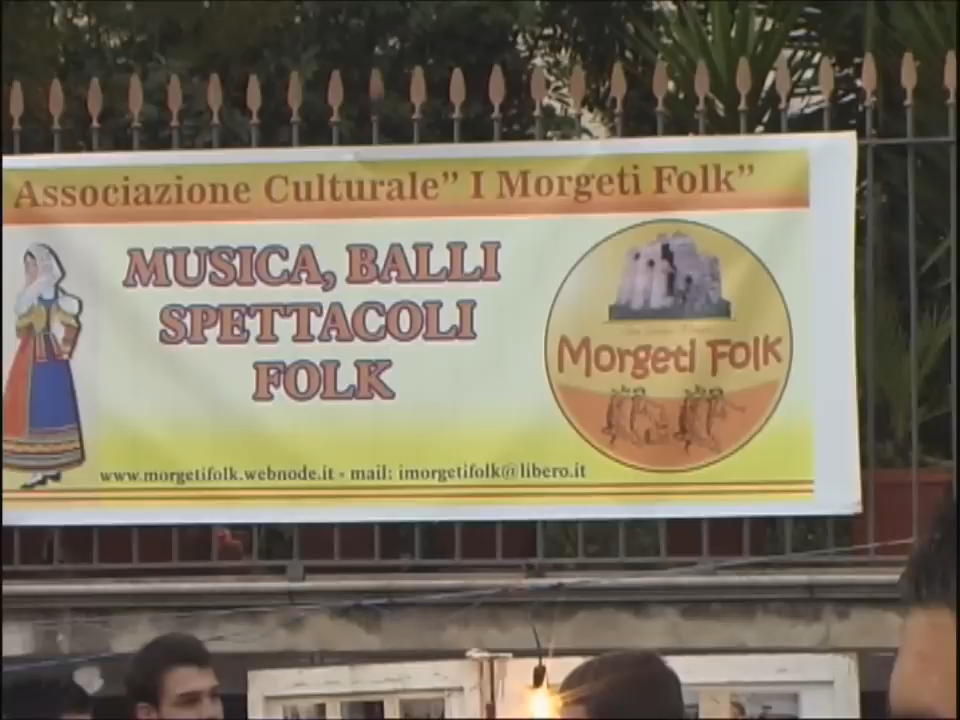 Associazione Culturale” I Morgeti Folk”
MUSICA, BALLI
SPETTACOLI
FOLK
Morgeti Folk
www.morgetifolk.webnode.it - mail: imorgetifolk@libero.it